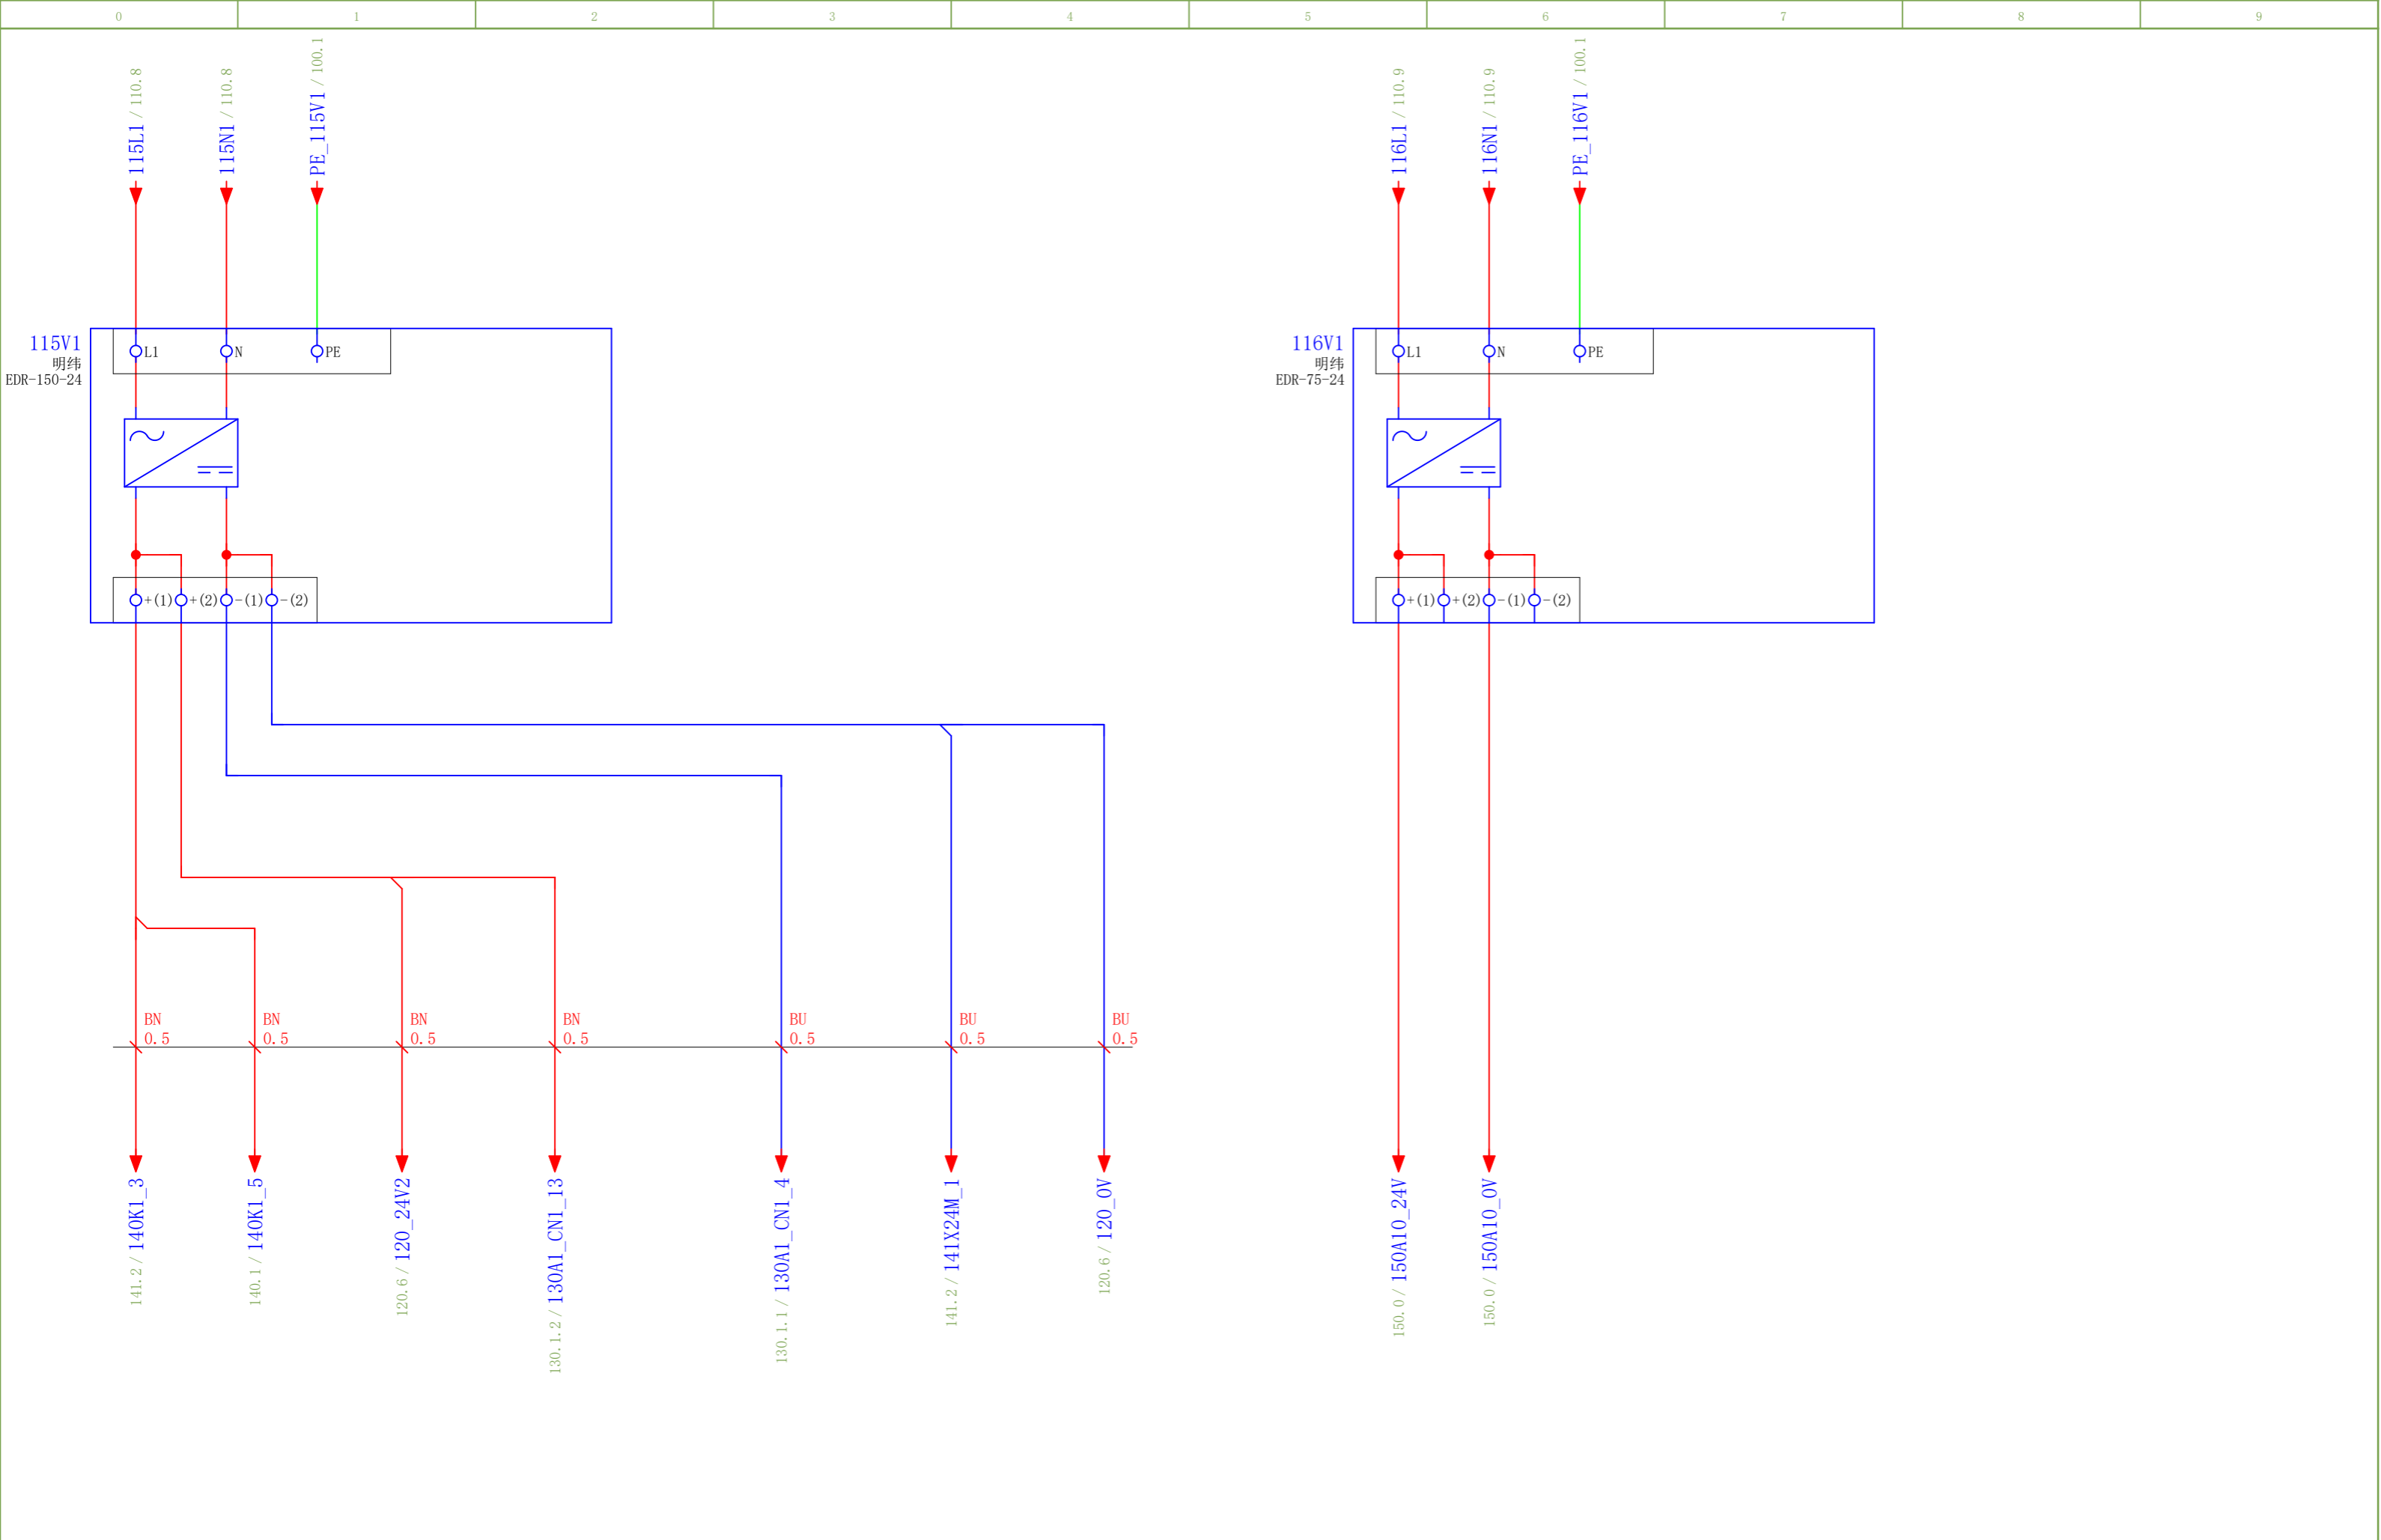 0 1 2 3 4 5 6 7 8 9
115L1 / 110.8
115N1 / 110.8
PE_115V1 / 100.1
116L1 / 110.9
116N1 / 110.9
PE_116V1 / 100.1
115V1
明纬
EDR-150-24
L1 N PE
+(1) +(2) -(1) -(2)
116V1
明纬
EDR-75-24
L1 N PE
+(1) +(2) -(1) -(2)
BN
0.5
BN
0.5
BN
0.5
BN
0.5
BU
0.5
BU
0.5
BU
0.5
141.2 / 140K1_3
140.1 / 140K1_5
120.6 / 120_24V2
130.1.2 / 130A1_CN1_13
130.1.1 / 130A1_CN1_4
141.2 / 141X24M_1
120.6 / 120_0V
150.0 / 150A10_24V
150.0 / 150A10_0V